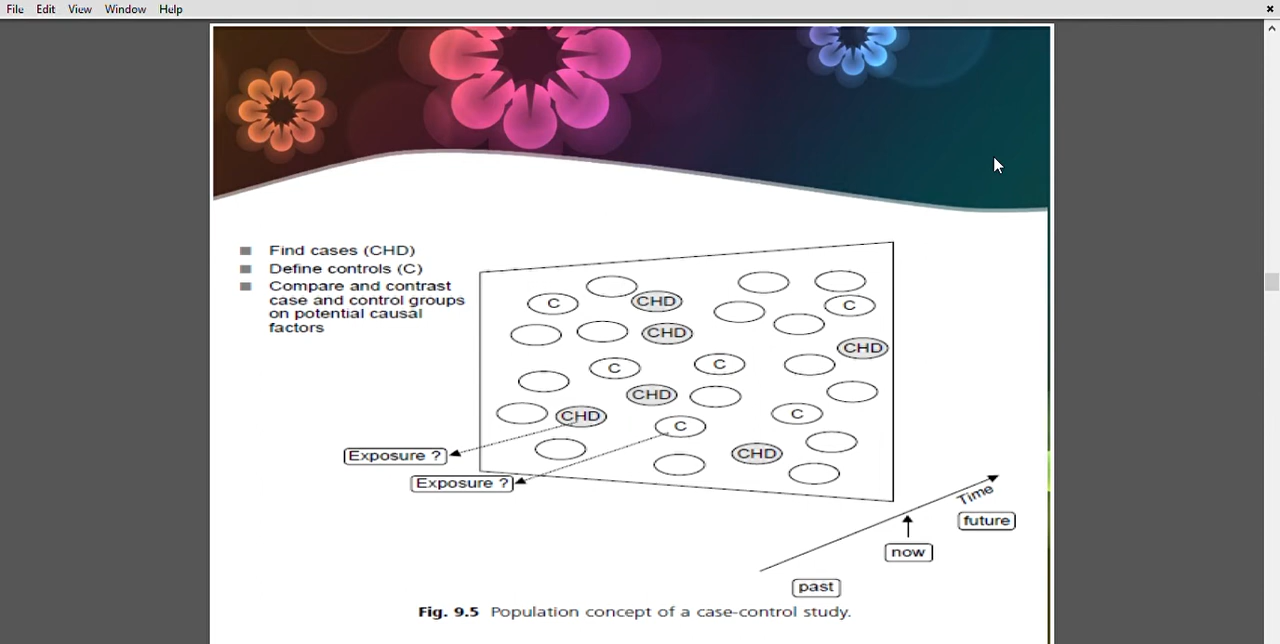 File Edit View Window Help
Find cases (CHD)
Define controls (C)
Compare and contrast
case and control groups
on potential causal
factors
C
CHD
C
CHD
CHD
C
C
CHD
CHD
C
C
CHD
Exposure ?
Exposure ?
Time
future
now
past
Fig. 9.5 Population concept of a case-control study.